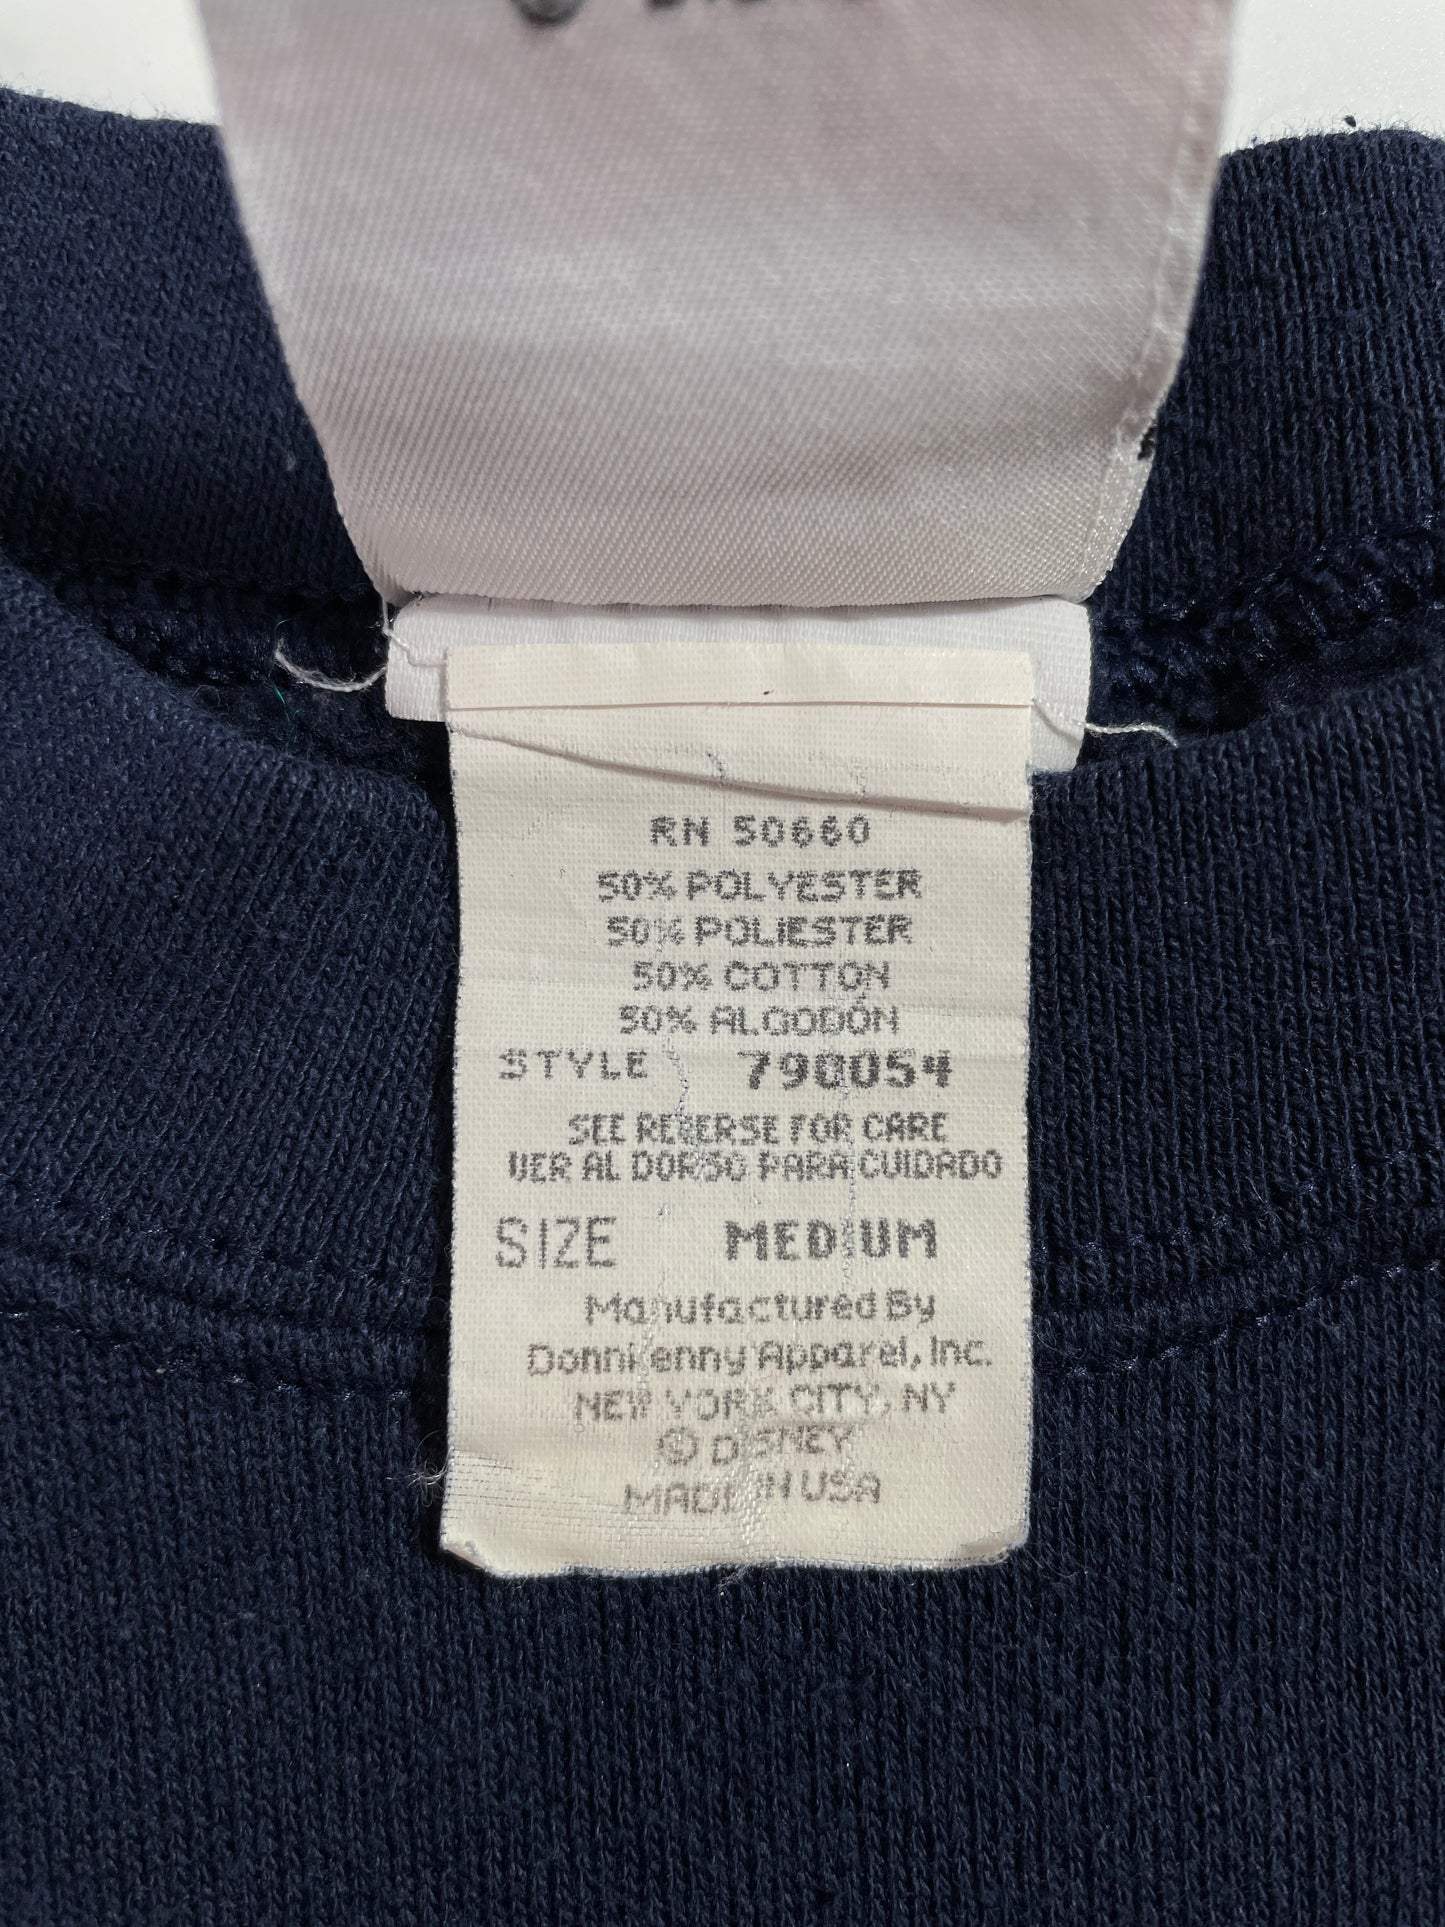 RN 50660
50% POLYESTER
50% POLIESTER
50% COTTON
50% ALGODÓN
STYLE 790054
SEE REVERSE FOR CARE
VER AL DORSO PARA CUIDADO
SIZE MEDIUM
Manufactured By
Donnkenny Apparel, Inc.
NEW YORK CITY, NY
© DISNEY
MADE IN USA